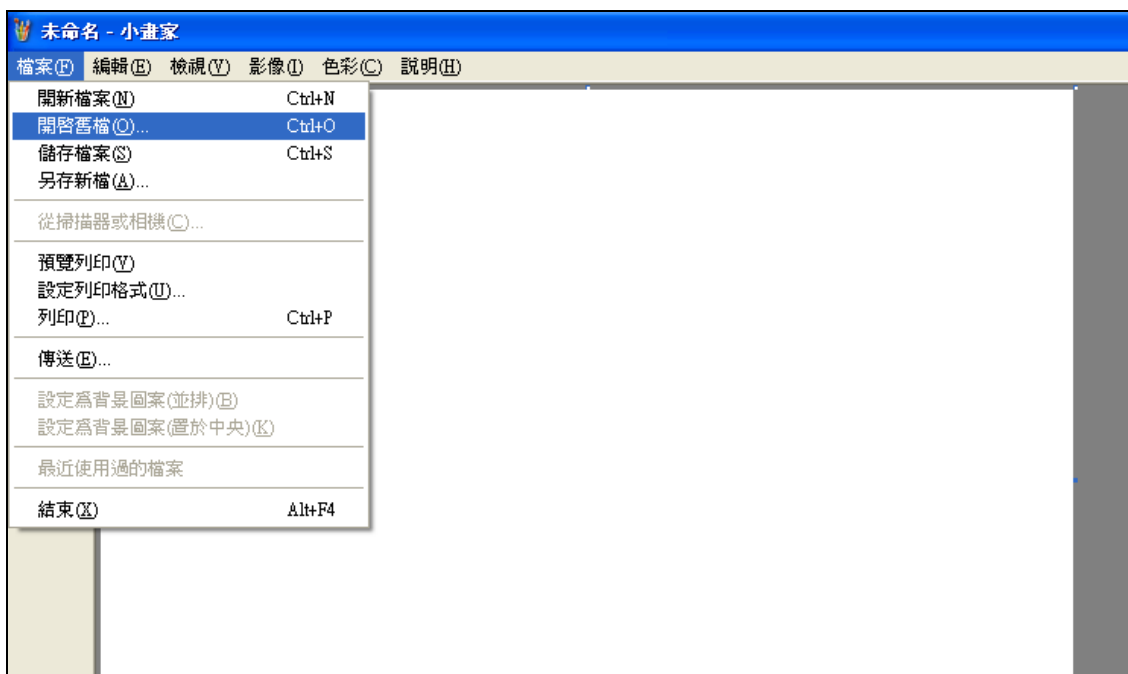 未命名 - 小畫家
檔案(F) 編輯(E) 檢視(V) 影像(I) 色彩(C) 說明(H)
開新檔案(N) Ctrl+N
開啓舊檔(O)... Ctrl+O
儲存檔案(S) Ctrl+S
另存新檔(A)...
從掃描器或相機(C)...
預覽列印(V)
設定列印格式(U)...
列印(P)... Ctrl+P
傳送(E)...
設定爲背景圖案(並排)(B)
設定爲背景圖案(置於中央)(K)
最近使用過的檔案
結束(X) Alt+F4